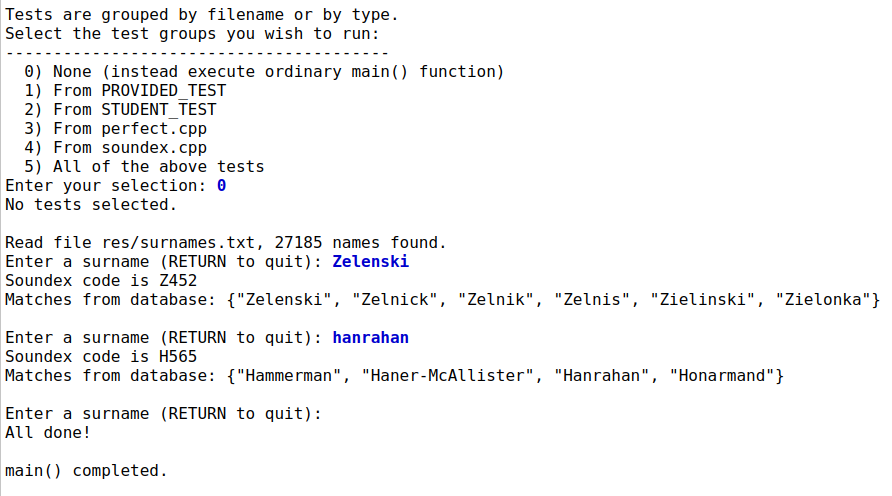 Tests are grouped by filename or by type.
Select the test groups you wish to run:
----------------------------------------
  0) None (instead execute ordinary main() function)
  1) From PROVIDED_TEST
  2) From STUDENT_TEST
  3) From perfect.cpp
  4) From soundex.cpp
  5) All of the above tests
Enter your selection: 0
No tests selected.

Read file res/surnames.txt, 27185 names found.
Enter a surname (RETURN to quit): Zelenski
Soundex code is Z452
Matches from database: {"Zelenski", "Zelnick", "Zelnik", "Zelnis", "Zielinski", "Zielonka"}

Enter a surname (RETURN to quit): hanrahan
Soundex code is H565
Matches from database: {"Hammerman", "Haner-McAllister", "Hanrahan", "Honarmand"}

Enter a surname (RETURN to quit):
All done!

main() completed.